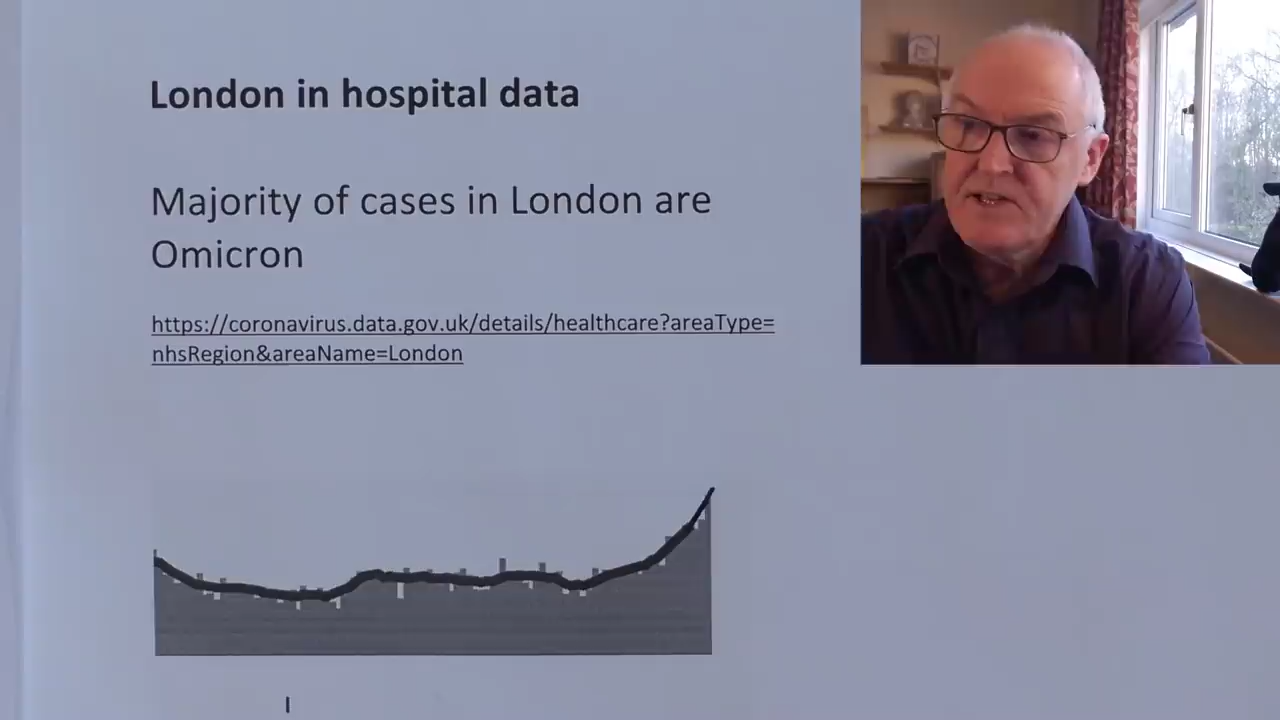 London in hospital data
Majority of cases in London are
Omicron
https://coronavirus.data.gov.uk/details/healthcare?areaType=
nhsRegion&areaName=London